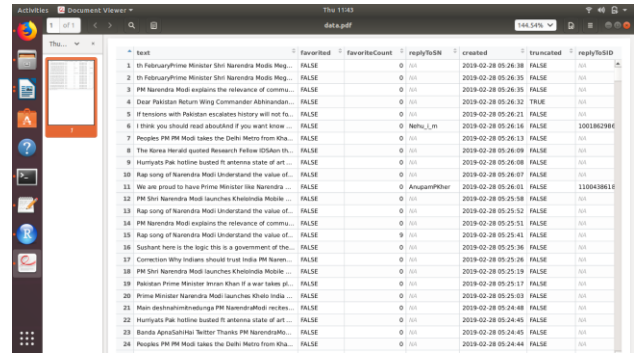 Activities Document Viewer Thu 11:43
1 of 1 data.pdf 144.54%
Thu...
1
text favorited favoriteCount replyToSN created truncated replyToSID
1 th FebruaryPrime Minister Shri Narendra Modis Meg... FALSE 0 NA 2019-02-28 05:26:38 FALSE NA
2 th FebruaryPrime Minister Shri Narendra Modis Meg... FALSE 0 NA 2019-02-28 05:26:35 FALSE NA
3 PM Narendra Modi explains the relevance of commu... FALSE 0 NA 2019-02-28 05:26:35 FALSE NA
4 Dear Pakistan Return Wing Commander Abhinandan... FALSE 0 NA 2019-02-28 05:26:32 TRUE NA
5 If tensions with Pakistan escalates history will not fo... FALSE 0 NA 2019-02-28 05:26:21 FALSE NA
6 I think you should read aboutAnd if you want know ... FALSE 0 Nehu_i_m 2019-02-28 05:26:16 FALSE 1001862986
7 Peoples PM PM Modi takes the Delhi Metro from Kha... FALSE 0 NA 2019-02-28 05:26:13 FALSE NA
8 The Korea Herald quoted Research Fellow IDSAon th... FALSE 0 NA 2019-02-28 05:26:09 FALSE NA
9 Hurriyats Pak hotline busted ft antenna state of art ... FALSE 0 NA 2019-02-28 05:26:08 FALSE NA
10 Rap song of Narendra Modi Understand the value of... FALSE 0 NA 2019-02-28 05:26:07 FALSE NA
11 We are proud to have Prime Minister like Narendra ... FALSE 0 AnupamPKher 2019-02-28 05:26:01 FALSE 1100438618
12 PM Shri Narendra Modi launches KheloIndia Mobile ... FALSE 0 NA 2019-02-28 05:25:58 FALSE NA
13 Rap song of Narendra Modi Understand the value of... FALSE 0 NA 2019-02-28 05:25:52 FALSE NA
14 PM Narendra Modi explains the relevance of commu... FALSE 0 NA 2019-02-28 05:25:51 FALSE NA
15 Rap song of Narendra Modi Understand the value of... FALSE 0 NA 2019-02-28 05:25:41 FALSE NA
16 Sushant here is the logic this is a government of the... FALSE 0 NA 2019-02-28 05:25:36 FALSE NA
17 Correction Why Indians should trust India PM Naren... FALSE 0 NA 2019-02-28 05:25:26 FALSE NA
18 PM Shri Narendra Modi launches KheloIndia Mobile ... FALSE 0 NA 2019-02-28 05:25:19 FALSE NA
19 Pakistan Prime Minister Imran Khan If a war takes pl... FALSE 0 NA 2019-02-28 05:25:17 FALSE NA
20 Prime Minister Narendra Modi launches Khelo India ... FALSE 0 NA 2019-02-28 05:25:03 FALSE NA
21 Main deshnahimitnedunga PM NarendraModi recites... FALSE 0 NA 2019-02-28 05:24:48 FALSE NA
22 Hurriyats Pak hotline busted ft antenna state of art ... FALSE 0 NA 2019-02-28 05:24:45 FALSE NA
23 Banda ApnaSahiHai Twitter Thanks PM NarendraMo... FALSE 0 NA 2019-02-28 05:24:45 FALSE NA
24 Peoples PM PM Modi takes the Delhi Metro from Kha... FALSE 0 NA 2019-02-28 05:24:44 FALSE NA